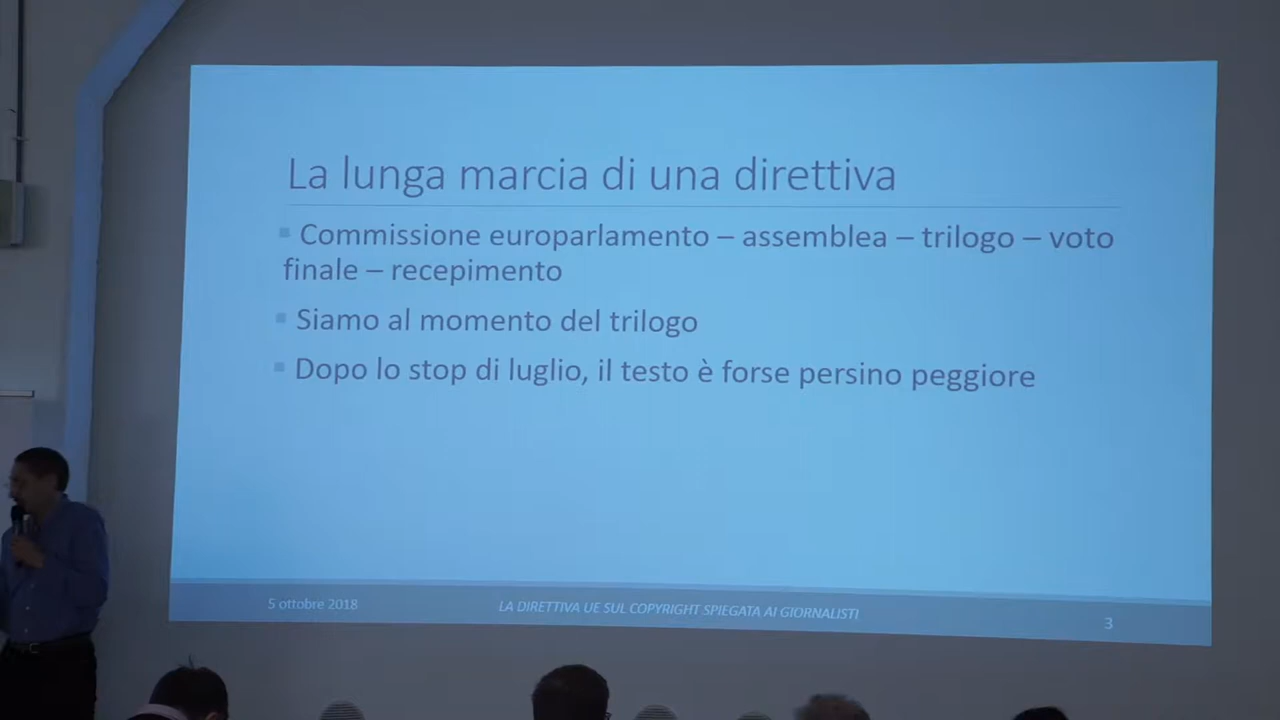 La lunga marcia di una direttiva
▪ Commissione europarlamento – assemblea – trilogo – voto
finale – recepimento
▪ Siamo al momento del trilogo
▪ Dopo lo stop di luglio, il testo è forse persino peggiore
5 ottobre 2018 LA DIRETTIVA UE SUL COPYRIGHT SPIEGATA AI GIORNALISTI 3